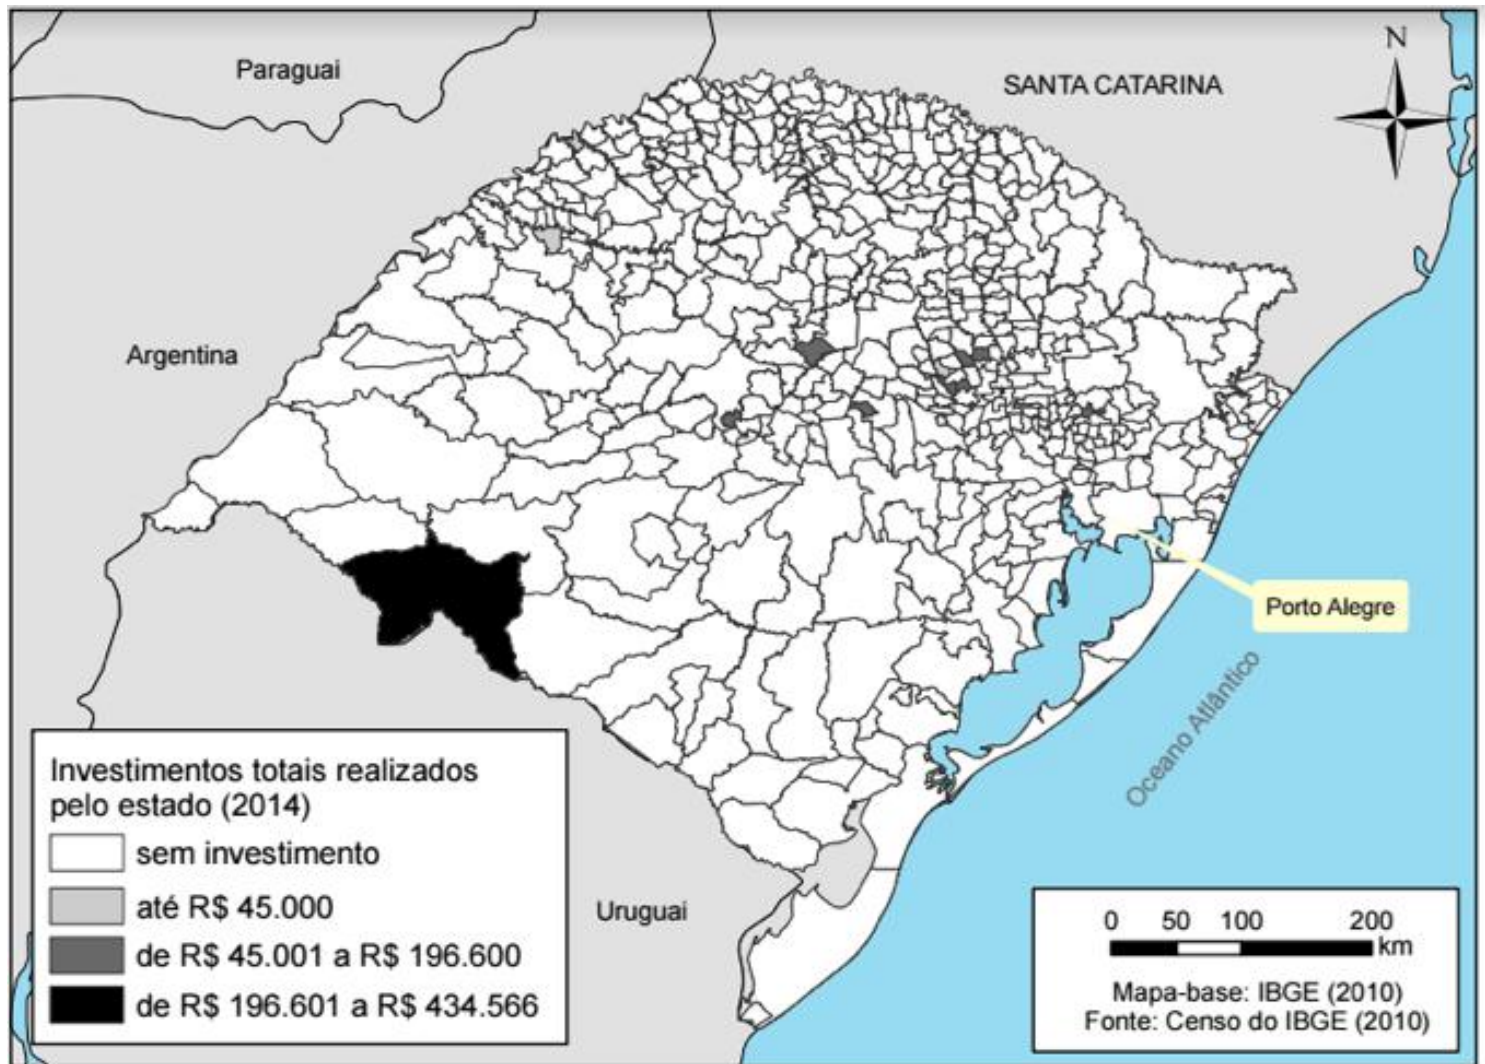 Paraguai
N
SANTA CATARINA
Argentina
Porto Alegre
Oceano Atlântico
Uruguai
Investimentos totais realizados
pelo estado (2014)
sem investimento
até R$ 45.000
de R$ 45.001 a R$ 196.600
de R$ 196.601 a R$ 434.566
0 50 100 200
km
Mapa-base: IBGE (2010)
Fonte: Censo do IBGE (2010)